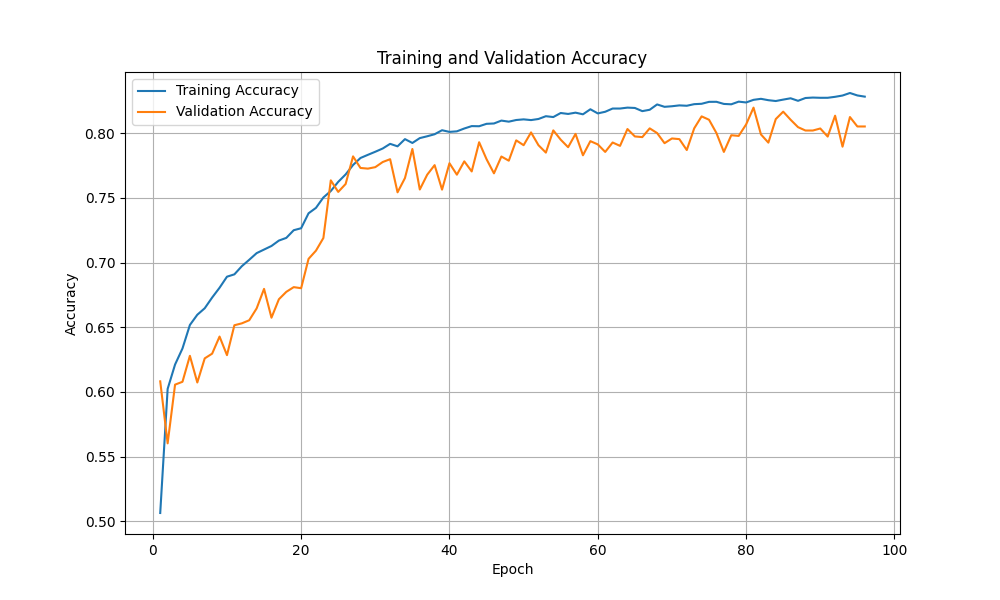 Training and Validation Accuracy
Training Accuracy
Validation Accuracy
0.80
0.75
0.70
0.65
0.60
0.55
0.50
Accuracy
0 20 40 60 80 100
Epoch